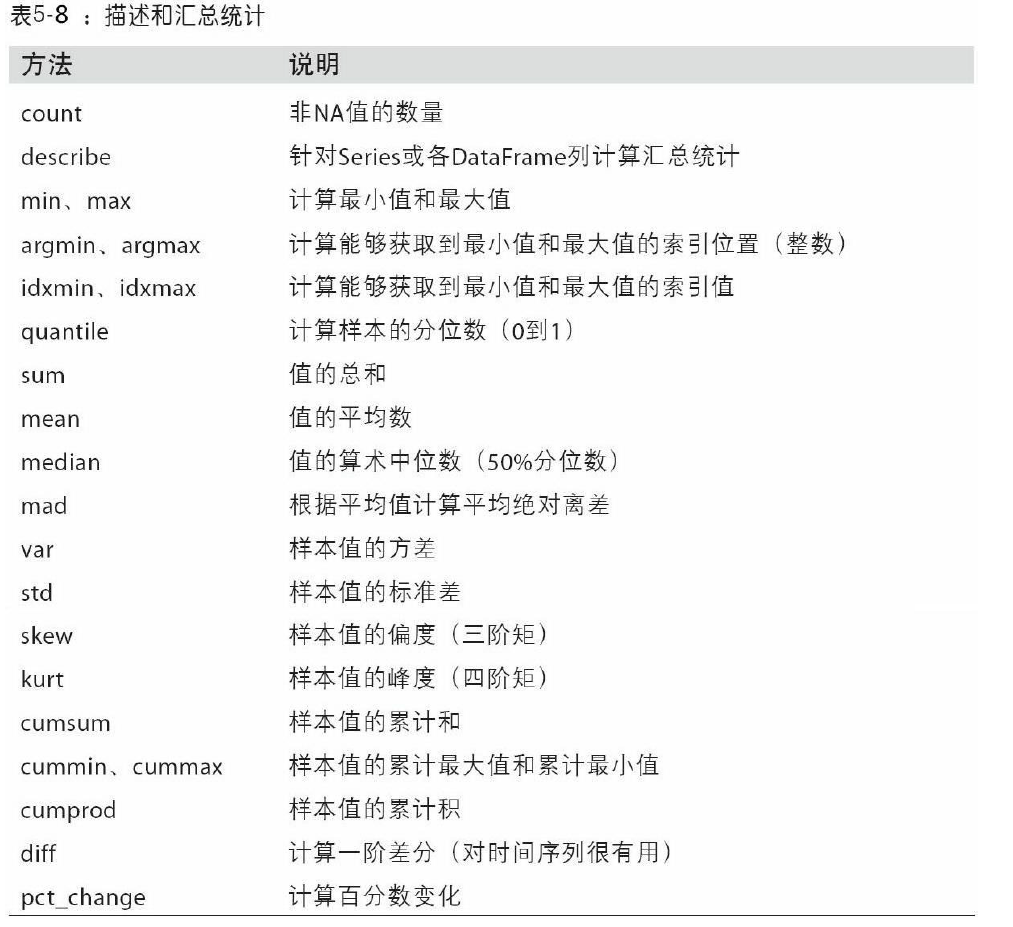 表5-8 ：描述和汇总统计
方法 说明
count 非NA值的数量
describe 针对Series或各DataFrame列计算汇总统计
min、max 计算最小值和最大值
argmin、argmax 计算能够获取到最小值和最大值的索引位置（整数）
idxmin、idxmax 计算能够获取到最小值和最大值的索引值
quantile 计算样本的分位数（0到1）
sum 值的总和
mean 值的平均数
median 值的算术中位数（50%分位数）
mad 根据平均值计算平均绝对离差
var 样本值的方差
std 样本值的标准差
skew 样本值的偏度（三阶矩）
kurt 样本值的峰度（四阶矩）
cumsum 样本值的累计和
cummin、cummax 样本值的累计最大值和累计最小值
cumprod 样本值的累计积
diff 计算一阶差分（对时间序列很有用）
pct_change 计算百分数变化